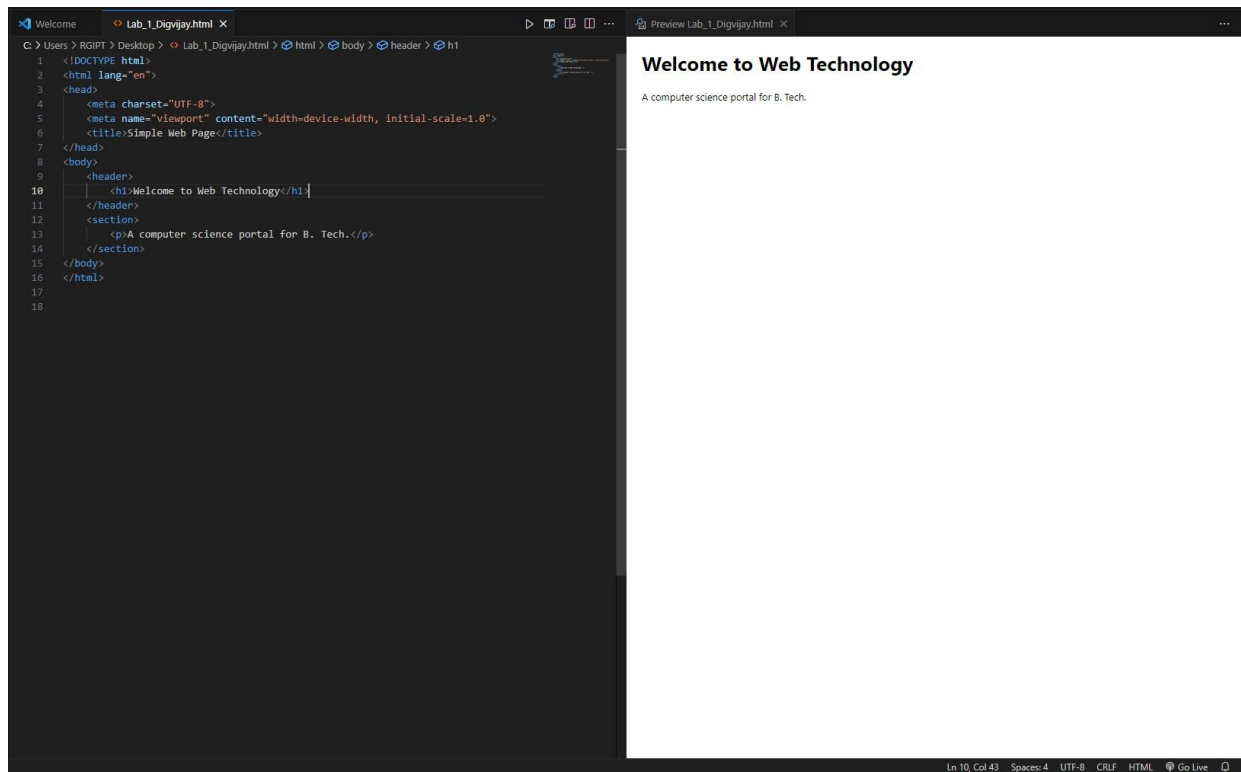 Welcome
Lab_1_Digvijay.html
C: > Users > RGIPT > Desktop > Lab_1_Digvijay.html > html > body > header > h1
1 <!DOCTYPE html>
2 <html lang="en">
3 <head>
4 <meta charset="UTF-8">
5 <meta name="viewport" content="width=device-width, initial-scale=1.0">
6 <title>Simple Web Page</title>
7 </head>
8 <body>
9 <header>
10 <h1>Welcome to Web Technology</h1>
11 </header>
12 <section>
13 <p>A computer science portal for B. Tech.</p>
14 </section>
15 </body>
16 </html>
17
18
Preview Lab_1_Digvijay.html
Welcome to Web Technology
A computer science portal for B. Tech.
Ln 10, Col 43 Spaces: 4 UTF-8 CRLF HTML Go Live